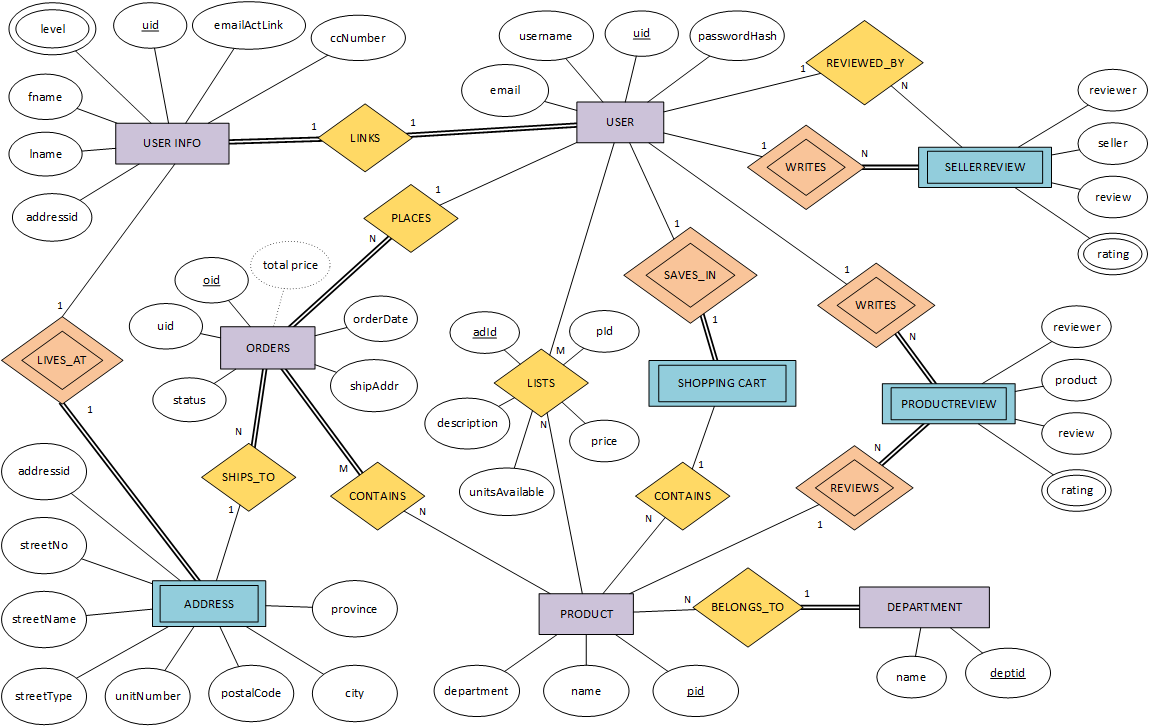 level
uid
emailActLink
ccNumber
fname
lname
addressid
USER INFO
1
LINKS
1
username
uid
passwordHash
email
USER
1
REVIEWED_BY
N
reviewer
seller
review
rating
SELLERREVIEW
1
WRITES
N
1
PLACES
N
total price
oid
uid
status
orderDate
shipAddr
ORDERS
1
LIVES_AT
1
1
SAVES_IN
1
SHOPPING CART
1
WRITES
N
reviewer
product
review
rating
PRODUCTREVIEW
adId
pId
M
LISTS
N
description
price
unitsAvailable
N
SHIPS_TO
1
M
CONTAINS
N
1
CONTAINS
N
N
REVIEWS
1
addressid
streetNo
streetName
streetType
unitNumber
postalCode
city
province
ADDRESS
PRODUCT
N
BELONGS_TO
1
DEPARTMENT
department
name
pid
name
deptid